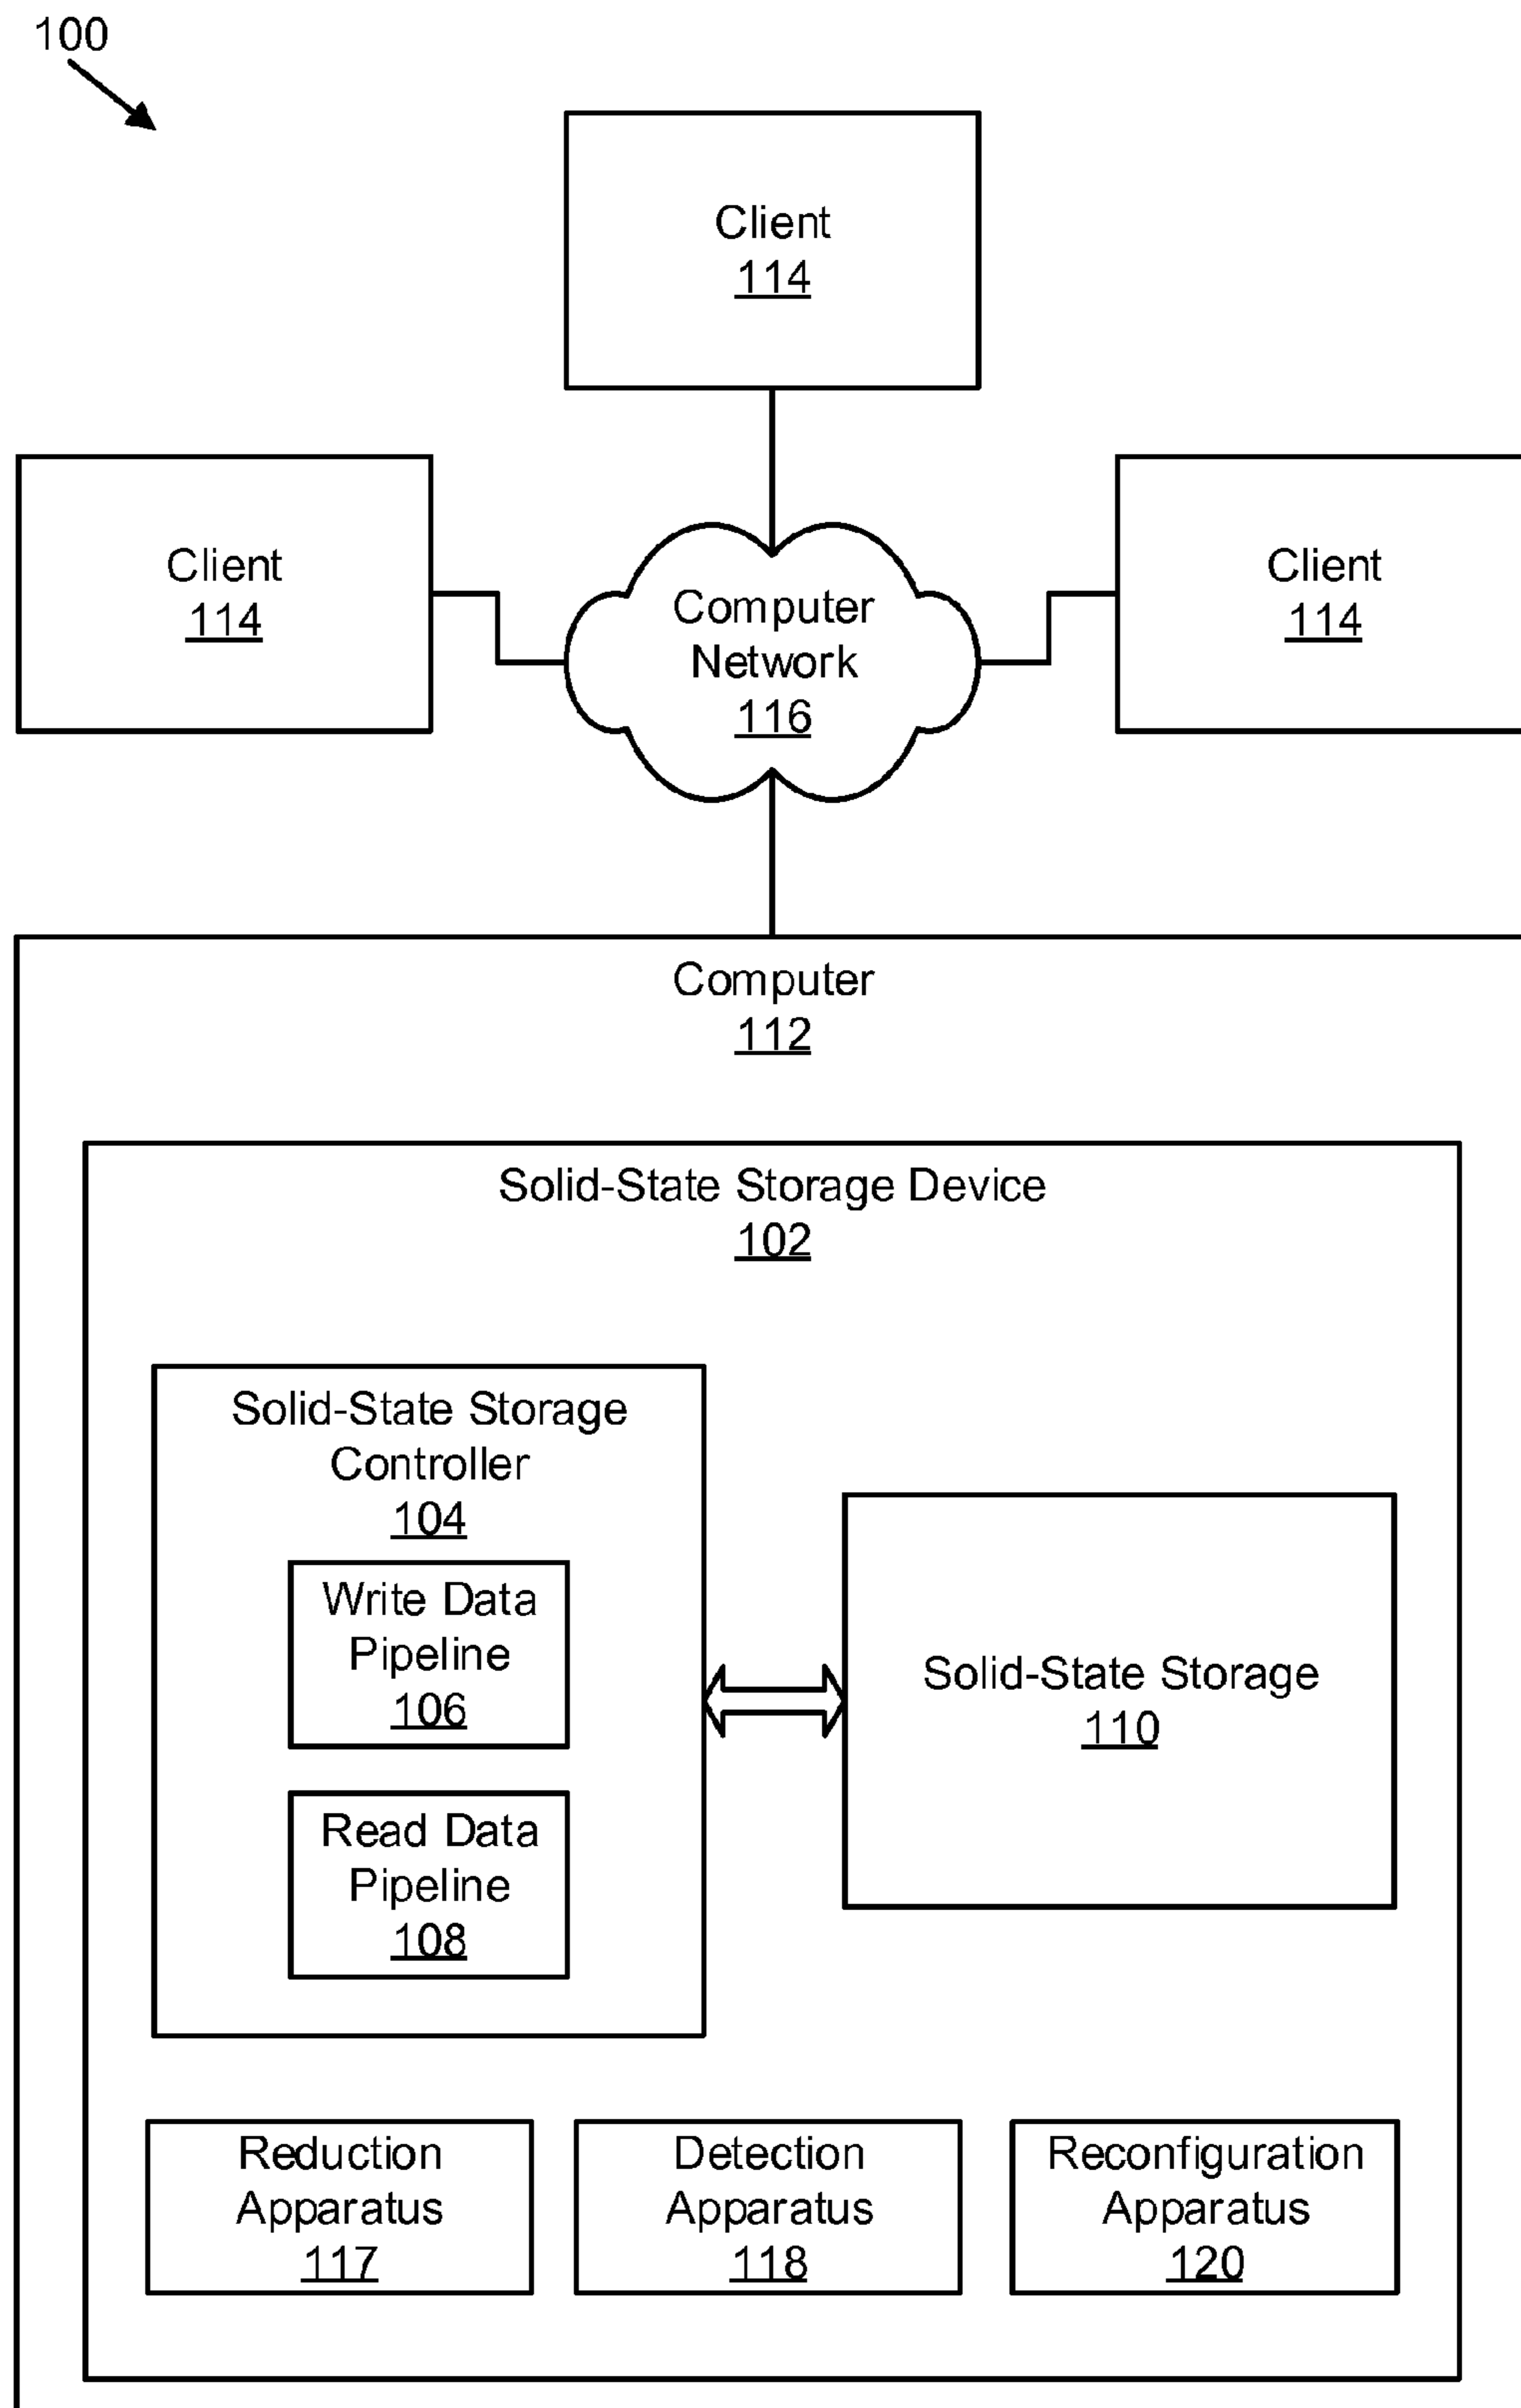 100
Client
114
Client
114
Computer
Network
116
Client
114
Computer
112
Solid-State Storage Device
102
Solid-State Storage
Controller
104
Write Data
Pipeline
106
Read Data
Pipeline
108
Solid-State Storage
110
Reduction
Apparatus
117
Detection
Apparatus
118
Reconfiguration
Apparatus
120